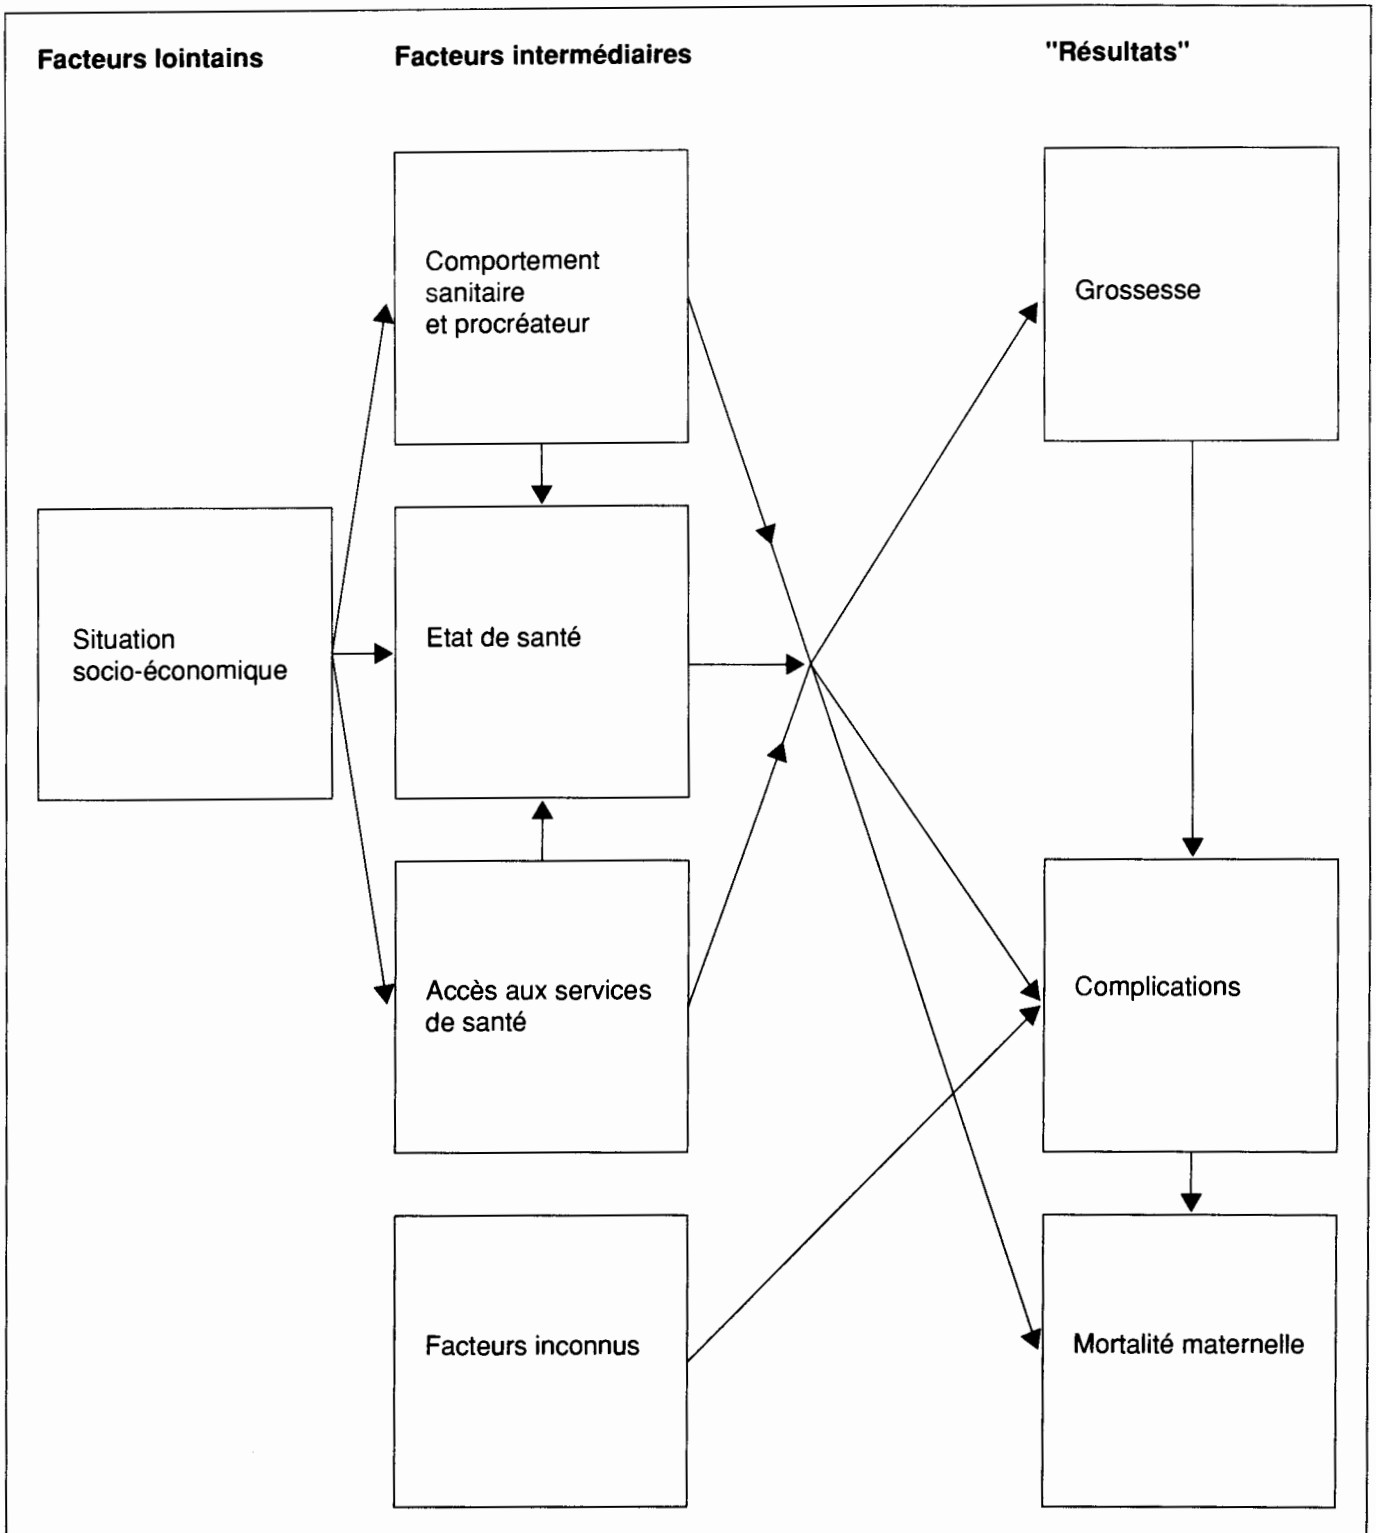 Facteurs lointains
Facteurs intermédiaires
"Résultats"
Comportement
sanitaire
et procréateur
Grossesse
Situation
socio-économique
Etat de santé
Accès aux services
de santé
Complications
Facteurs inconnus
Mortalité maternelle